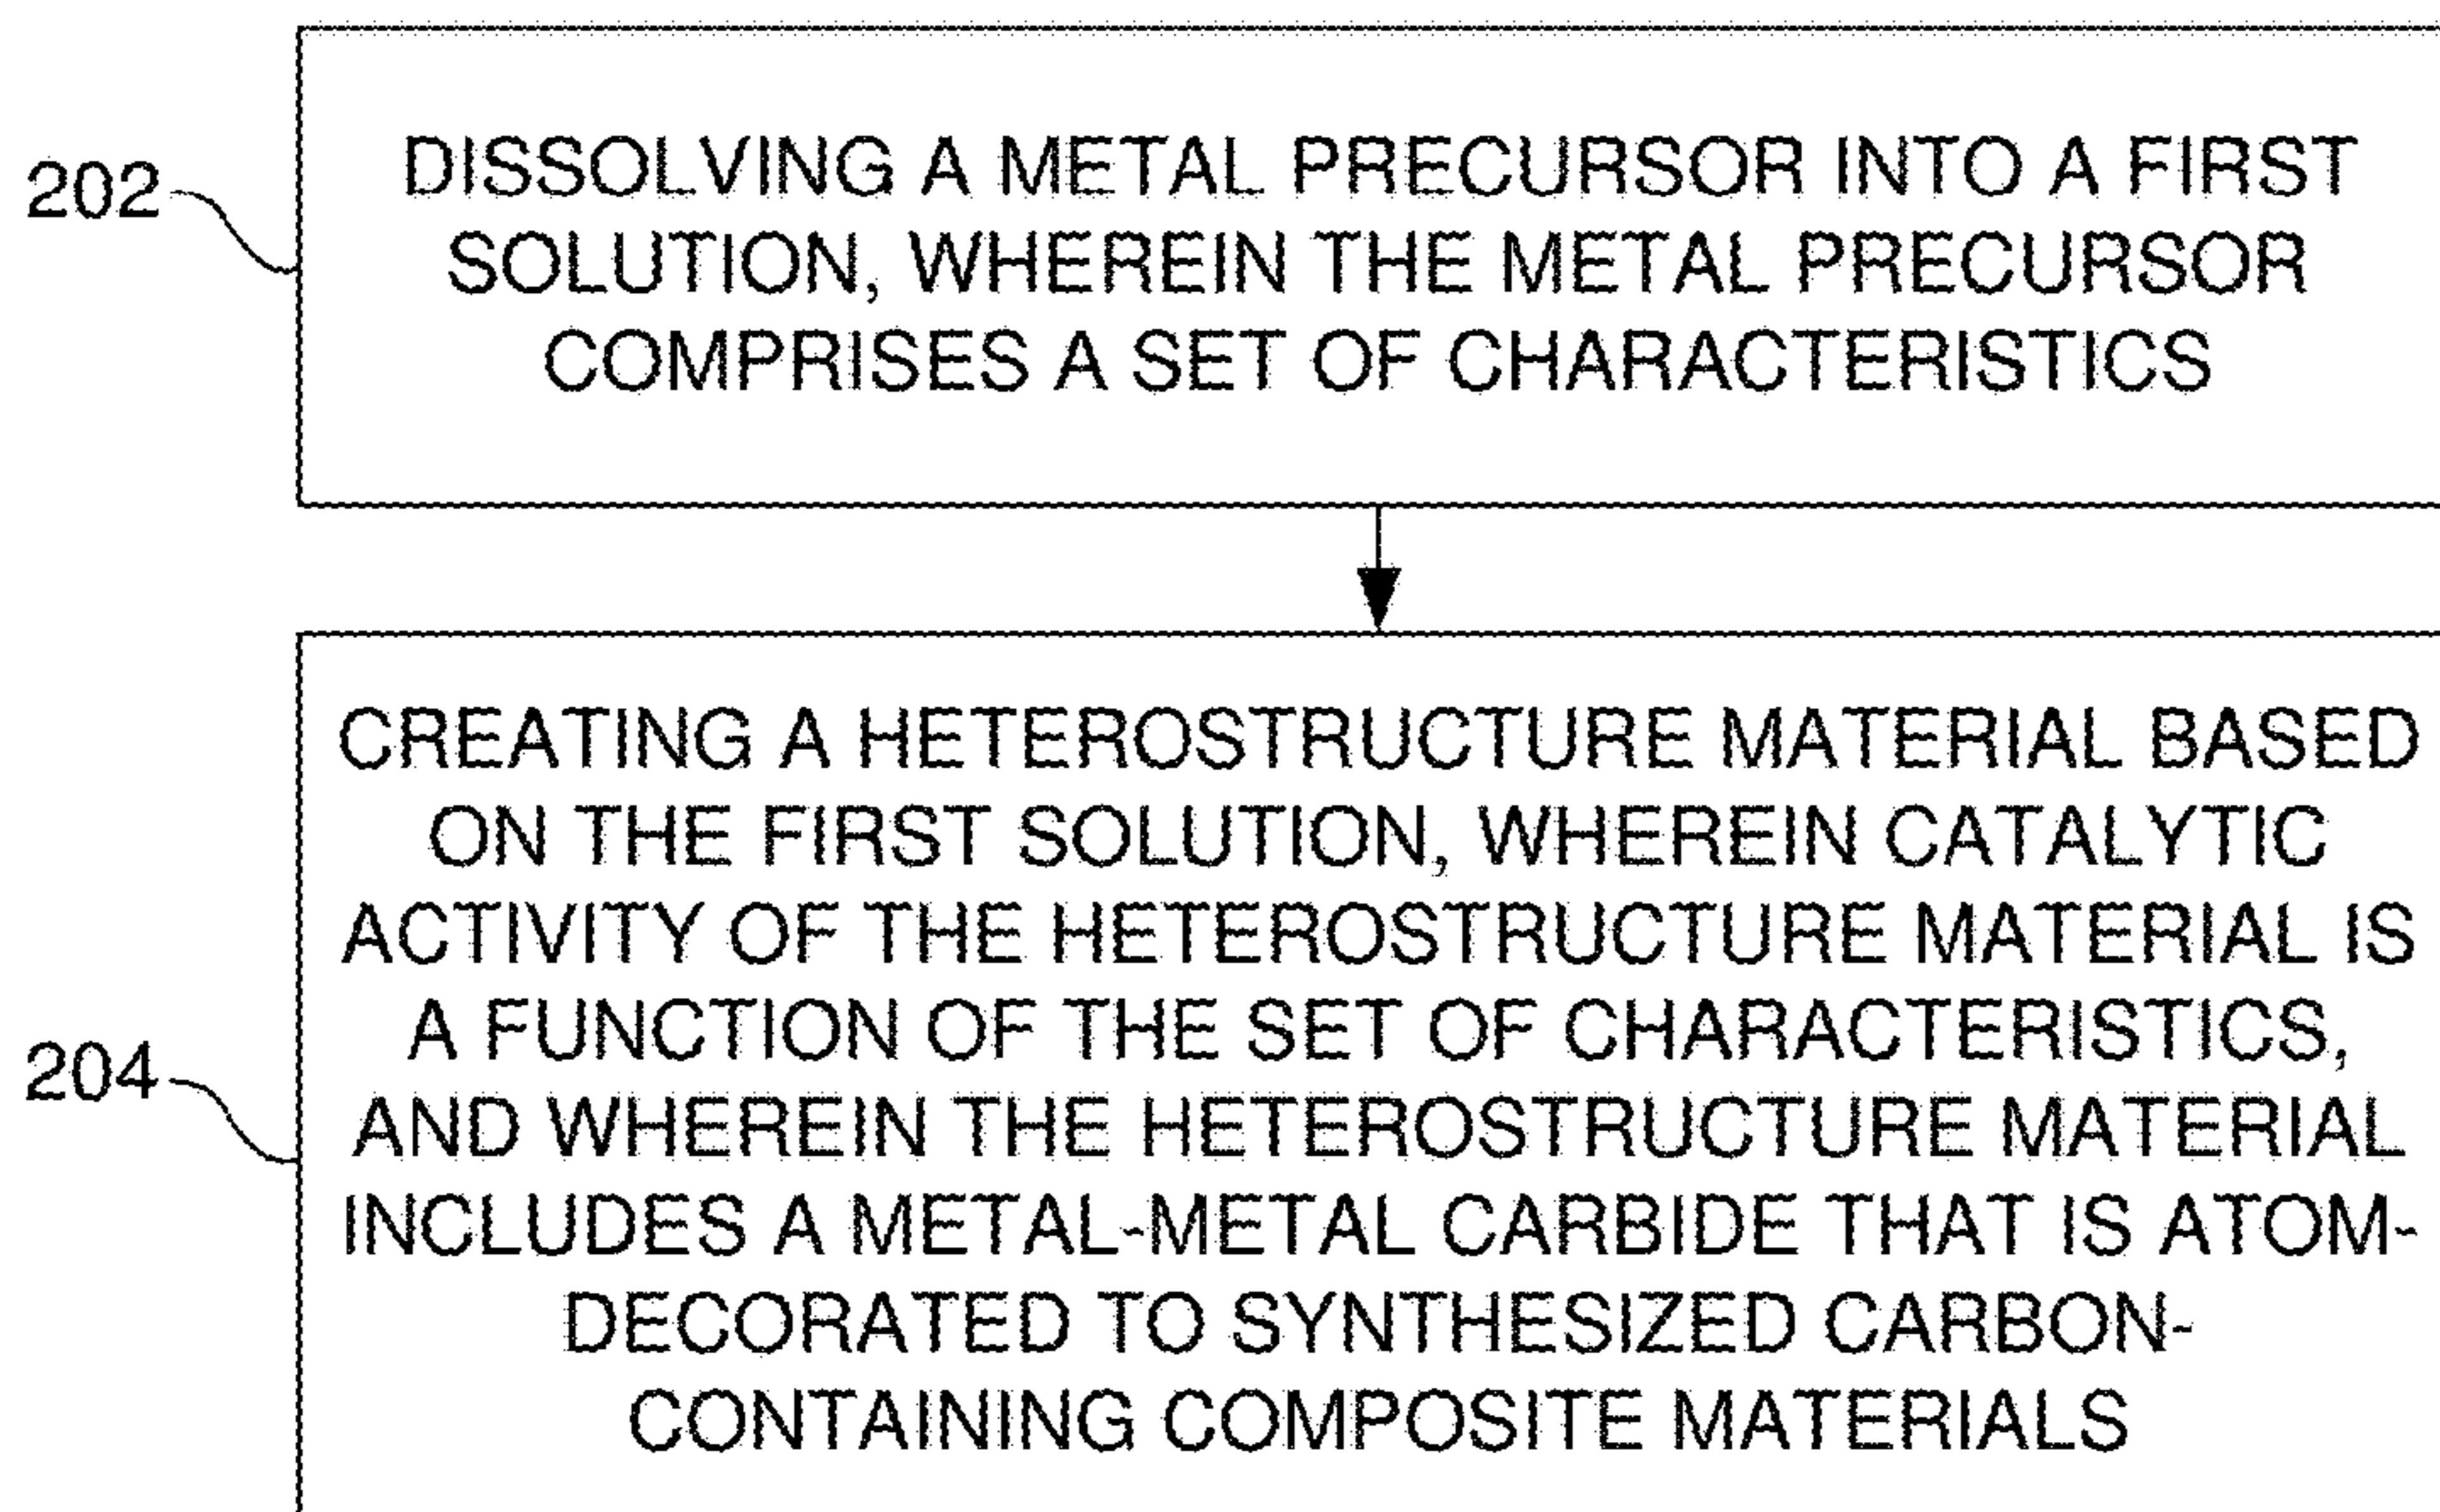 202
DISSOLVING A METAL PRECURSOR INTO A FIRST
SOLUTION, WHEREIN THE METAL PRECURSOR
COMPRISES A SET OF CHARACTERISTICS
204
CREATING A HETEROSTRUCTURE MATERIAL BASED
ON THE FIRST SOLUTION, WHEREIN CATALYTIC
ACTIVITY OF THE HETEROSTRUCTURE MATERIAL IS
A FUNCTION OF THE SET OF CHARACTERISTICS,
AND WHEREIN THE HETEROSTRUCTURE MATERIAL
INCLUDES A METAL-METAL CARBIDE THAT IS ATOM-
DECORATED TO SYNTHESIZED CARBON-
CONTAINING COMPOSITE MATERIALS